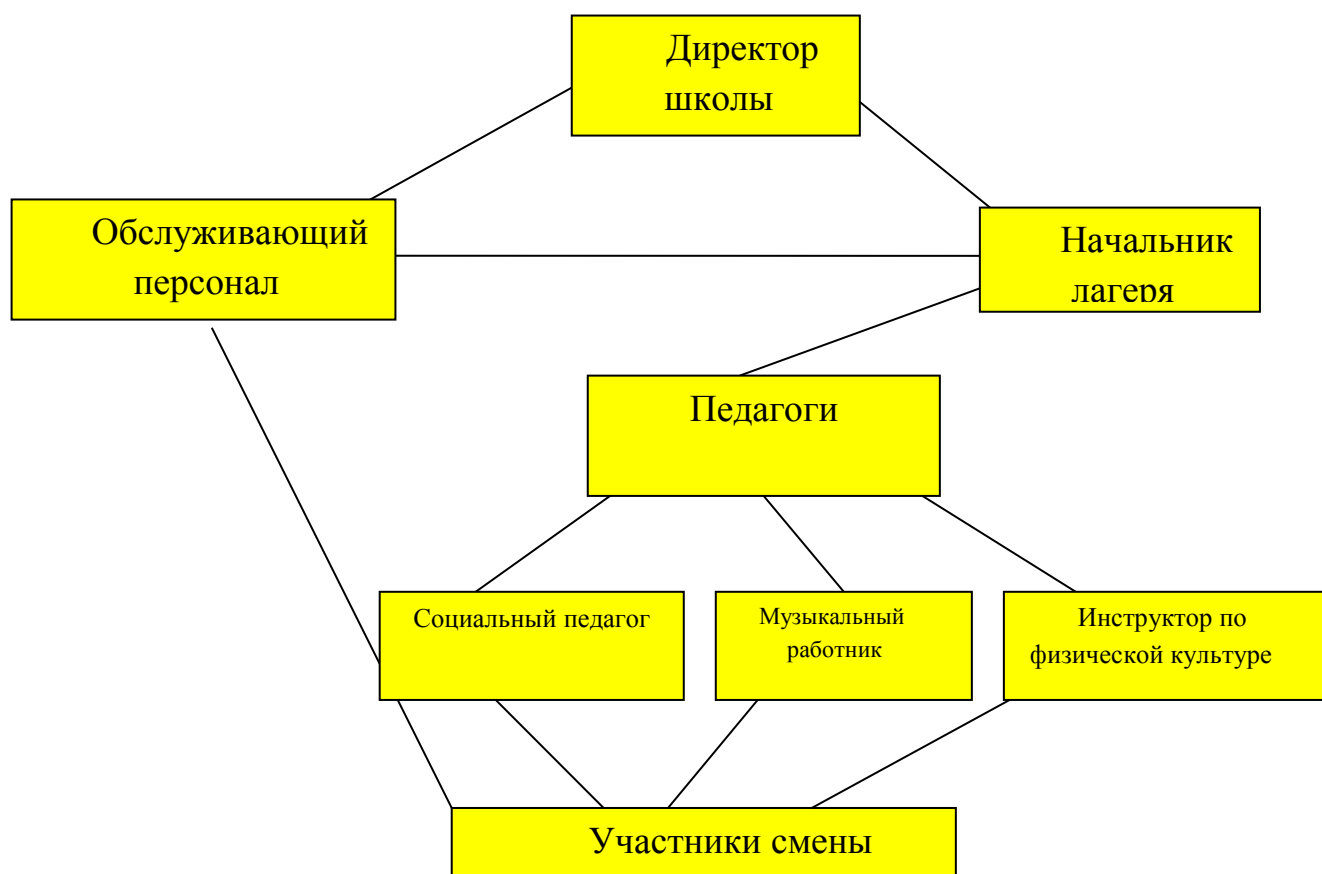 Директор
школы
Обслуживающий
персонал
Начальник
лагеря
Педагоги
Социальный педагог
Музыкальный
работник
Инструктор по
физической культуре
Участники смены